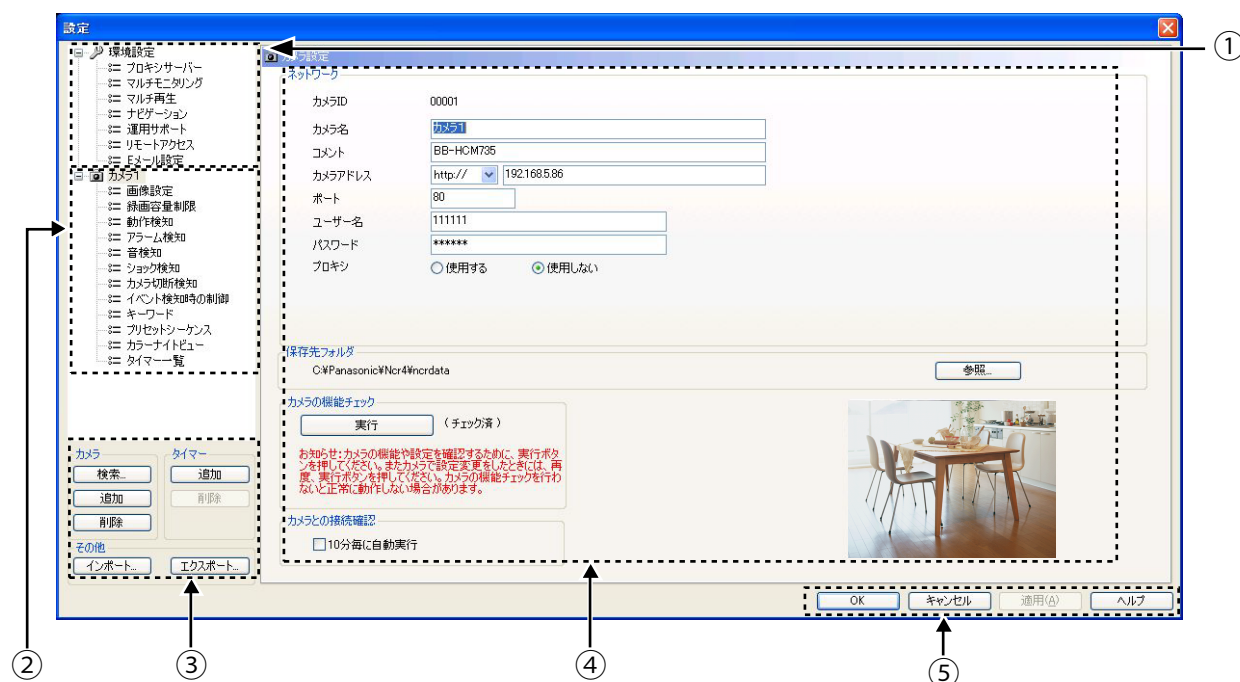 設定
環境設定
プロキシサーバー
マルチモニタリング
マルチ再生
ナビゲーション
運用サポート
リモートアクセス
Eメール設定
カメラ1
画像設定
録画容量制限
動作検知
アラーム検知
音検知
ショック検知
カメラ切断検知
イベント検知時の制御
キーワード
プリセットシーケンス
カラーナイトビュー
タイマー一覧
カメラ
検索...
追加
削除
タイマー
追加
削除
その他
インポート...
エクスポート...
カメラ設定
ネットワーク
カメラID 00001
カメラ名 カメラ1
コメント BB-HCM735
カメラアドレス http:// 192.168.5.86
ポート 80
ユーザー名 111111
パスワード ******
プロキシ 使用する 使用しない
保存先フォルダ
C:¥Panasonic¥Ncr4¥ncrdata 参照...
カメラの機能チェック
実行 (チェック済)
お知らせ:カメラの機能や設定を確認するために、実行ボタ
ンを押してください。またカメラで設定変更をしたときには、再
度、実行ボタンを押してください。カメラの機能チェックを行わ
ないと正常に動作しない場合があります。
カメラとの接続確認
10分毎に自動実行
OK キャンセル 適用(A) ヘルプ
①
②
③
④
⑤